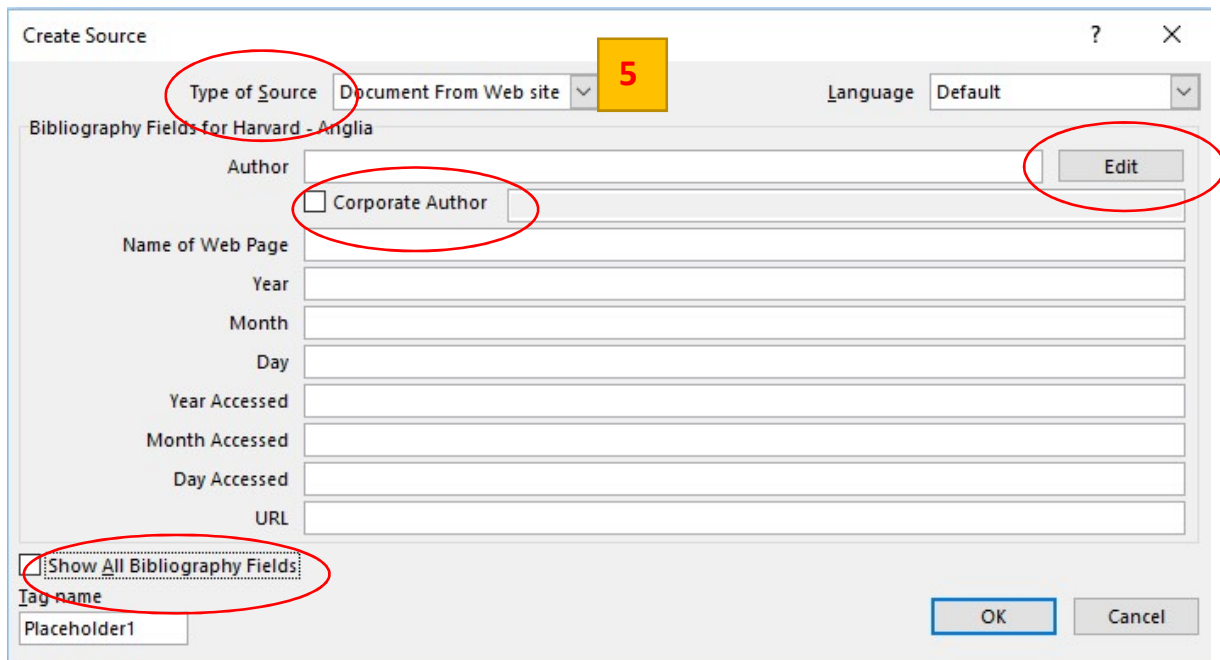 Create Source ?
Type of Source Document From Web site 5 Language Default
Bibliography Fields for Harvard - Anglia
Author Edit
Corporate Author
Name of Web Page
Year
Month
Day
Year Accessed
Month Accessed
Day Accessed
URL
Show All Bibliography Fields
Tag name
Placeholder1 OK Cancel